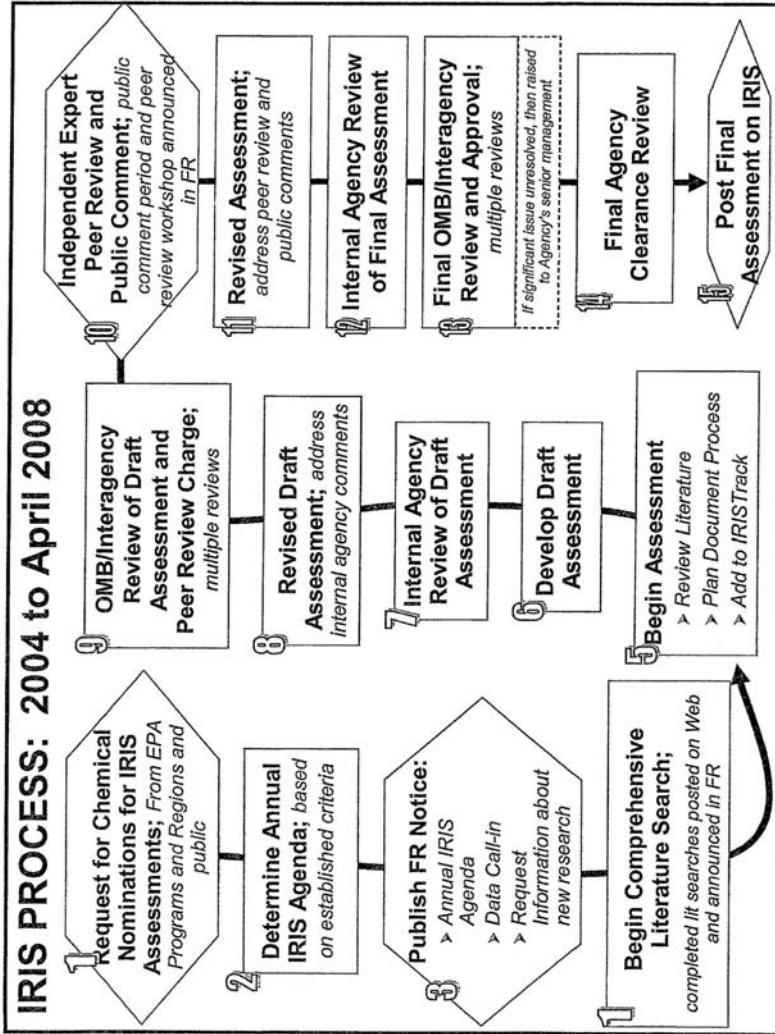 IRIS PROCESS: 2004 to April 2008
1
Request for Chemical
Nominations for IRIS
Assessments; From EPA
Programs and Regions and
public
2
Determine Annual
IRIS Agenda; based
on established criteria
3
Publish FR Notice:
➢ Annual IRIS
Agenda
➢ Data Call-in
➢ Request
Information about
new research
1
Begin Comprehensive
Literature Search;
completed lit searches posted on Web
and announced in FR
5
Begin Assessment
➢ Review Literature
➢ Plan Document Process
➢ Add to IRISTrack
6
Develop Draft
Assessment
7
Internal Agency
Review of Draft
Assessment
8
Revised Draft
Assessment; address
internal agency comments
9
OMB/Interagency
Review of Draft
Assessment and
Peer Review Charge;
multiple reviews
10
Independent Expert
Peer Review and
Public Comment; public
comment period and peer
review workshop announced
in FR
11
Revised Assessment;
address peer review and
public comments
12
Internal Agency Review
of Final Assessment
13
Final OMB/Interagency
Review and Approval;
multiple reviews
If significant issue unresolved, then raised
to Agency's senior management
14
Final Agency
Clearance Review
15
Post Final
Assessment on IRIS